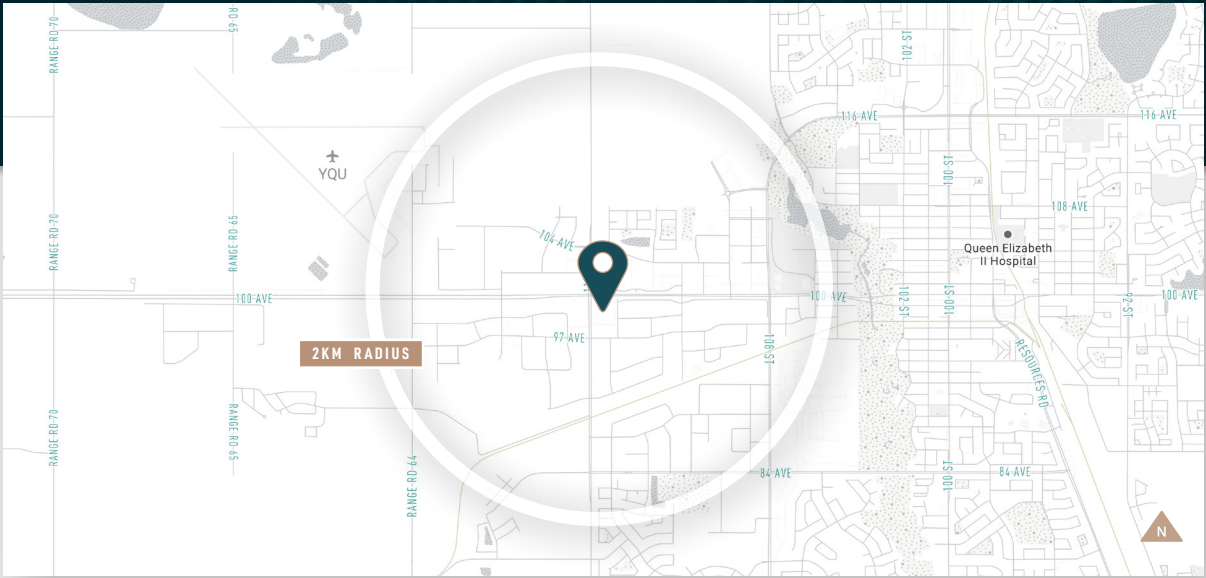 RANGE RD 70
RD 65
102 ST
116 AVE
116 AVE
YQU
100 ST
108 AVE
RANGE RD 70
RANGE RD 65
104 AVE
Queen Elizabeth
II Hospital
100 AVE
100 AVE
102 ST
100 ST
92 ST
100 AVE
97 AVE
108 ST
2KM RADIUS
RESOURCES RD
RANGE RD 70
RANGE RD 65
RANGE RD 64
84 AVE
100 ST
84 AVE
N